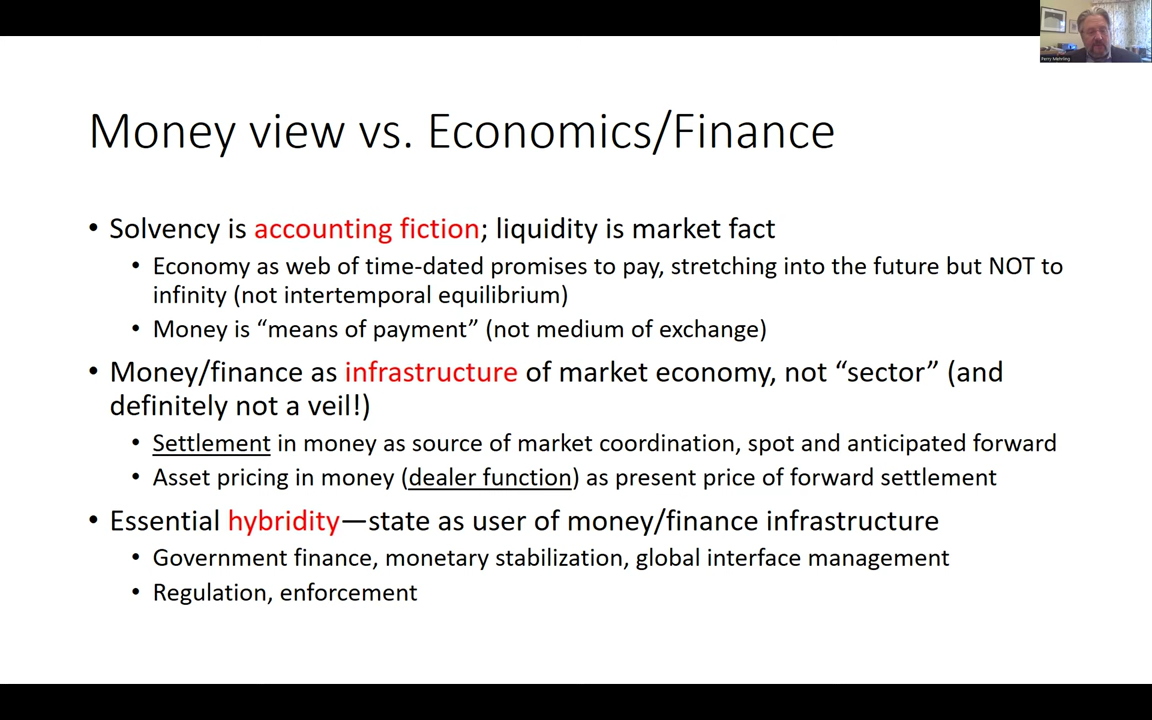 Perry Mehrling
Money view vs. Economics/Finance
• Solvency is accounting fiction; liquidity is market fact
• Economy as web of time-dated promises to pay, stretching into the future but NOT to
infinity (not intertemporal equilibrium)
• Money is “means of payment” (not medium of exchange)
• Money/finance as infrastructure of market economy, not “sector” (and
definitely not a veil!)
• Settlement in money as source of market coordination, spot and anticipated forward
• Asset pricing in money (dealer function) as present price of forward settlement
• Essential hybridity—state as user of money/finance infrastructure
• Government finance, monetary stabilization, global interface management
• Regulation, enforcement